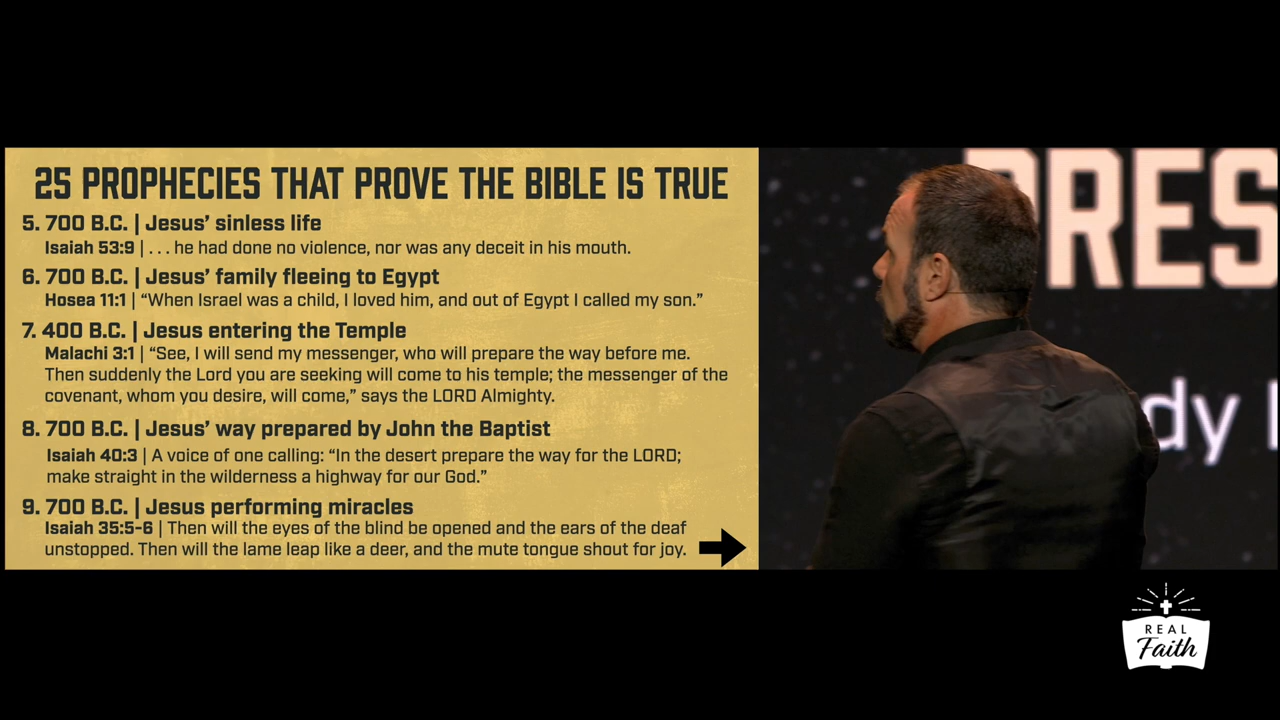 25 PROPHECIES THAT PROVE THE BIBLE IS TRUE
5. 700 B.C. | Jesus’ sinless life
Isaiah 53:9 | . . . he had done no violence, nor was any deceit in his mouth.
6. 700 B.C. | Jesus’ family fleeing to Egypt
Hosea 11:1 | “When Israel was a child, I loved him, and out of Egypt I called my son.”
7. 400 B.C. | Jesus entering the Temple
Malachi 3:1 | “See, I will send my messenger, who will prepare the way before me.
Then suddenly the Lord you are seeking will come to his temple; the messenger of the
covenant, whom you desire, will come,” says the LORD Almighty.
8. 700 B.C. | Jesus’ way prepared by John the Baptist
Isaiah 40:3 | A voice of one calling: “In the desert prepare the way for the LORD;
make straight in the wilderness a highway for our God.”
9. 700 B.C. | Jesus performing miracles
Isaiah 35:5-6 | Then will the eyes of the blind be opened and the ears of the deaf
unstopped. Then will the lame leap like a deer, and the mute tongue shout for joy.
PRES
dy
REAL
Faith